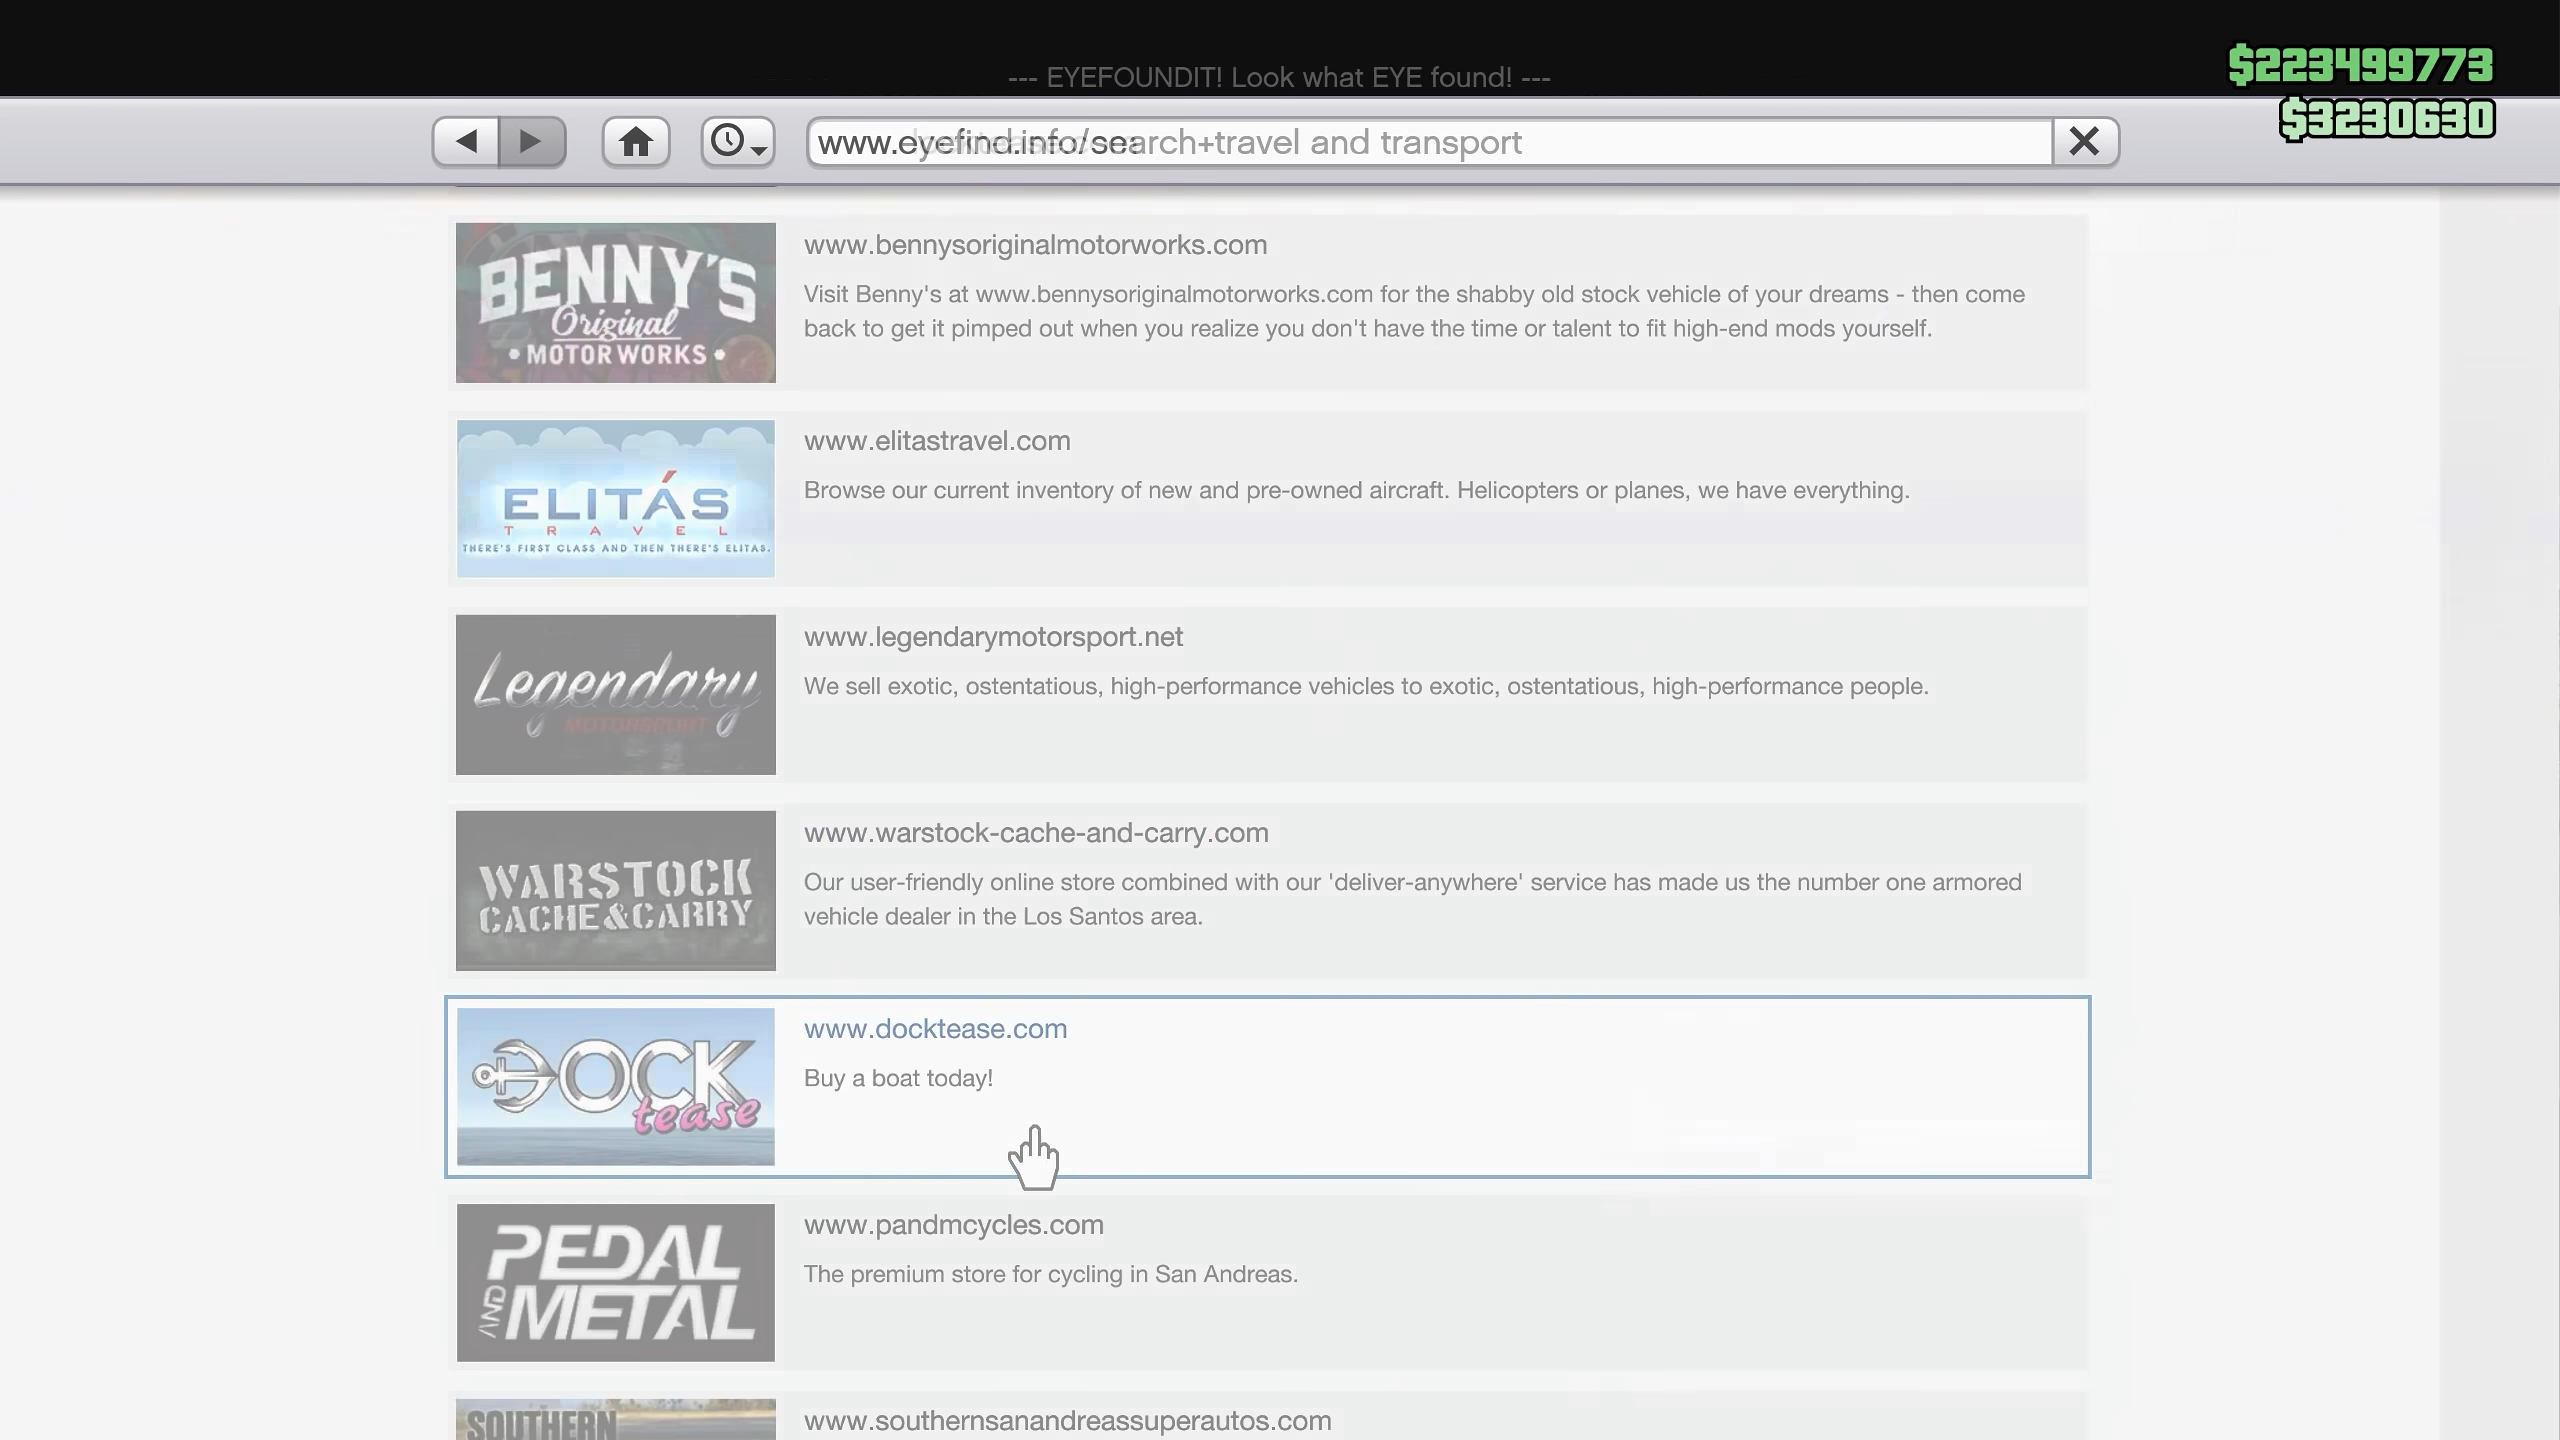 --- EYEFOUNDIT! Look what EYE found! ---
$223499773
$3230630
www.eyefind.info/search+travel and transport
BENNY'S
Original
• MOTORWORKS •
www.bennysoriginalmotorworks.com
Visit Benny's at www.bennysoriginalmotorworks.com for the shabby old stock vehicle of your dreams - then come
back to get it pimped out when you realize you don't have the time or talent to fit high-end mods yourself.
ELITÁS
TRAVEL
THERE'S FIRST CLASS AND THEN THERE'S ELITAS.
www.elitastravel.com
Browse our current inventory of new and pre-owned aircraft. Helicopters or planes, we have everything.
Legendary
MOTORSPORT
www.legendarymotorsport.net
We sell exotic, ostentatious, high-performance vehicles to exotic, ostentatious, high-performance people.
WARSTOCK
CACHE&CARRY
www.warstock-cache-and-carry.com
Our user-friendly online store combined with our 'deliver-anywhere' service has made us the number one armored
vehicle dealer in the Los Santos area.
DOCK
tease
www.docktease.com
Buy a boat today!
PEDAL
AND METAL
www.pandmcycles.com
The premium store for cycling in San Andreas.
SOUTHERN
www.southernsanandreassuperautos.com